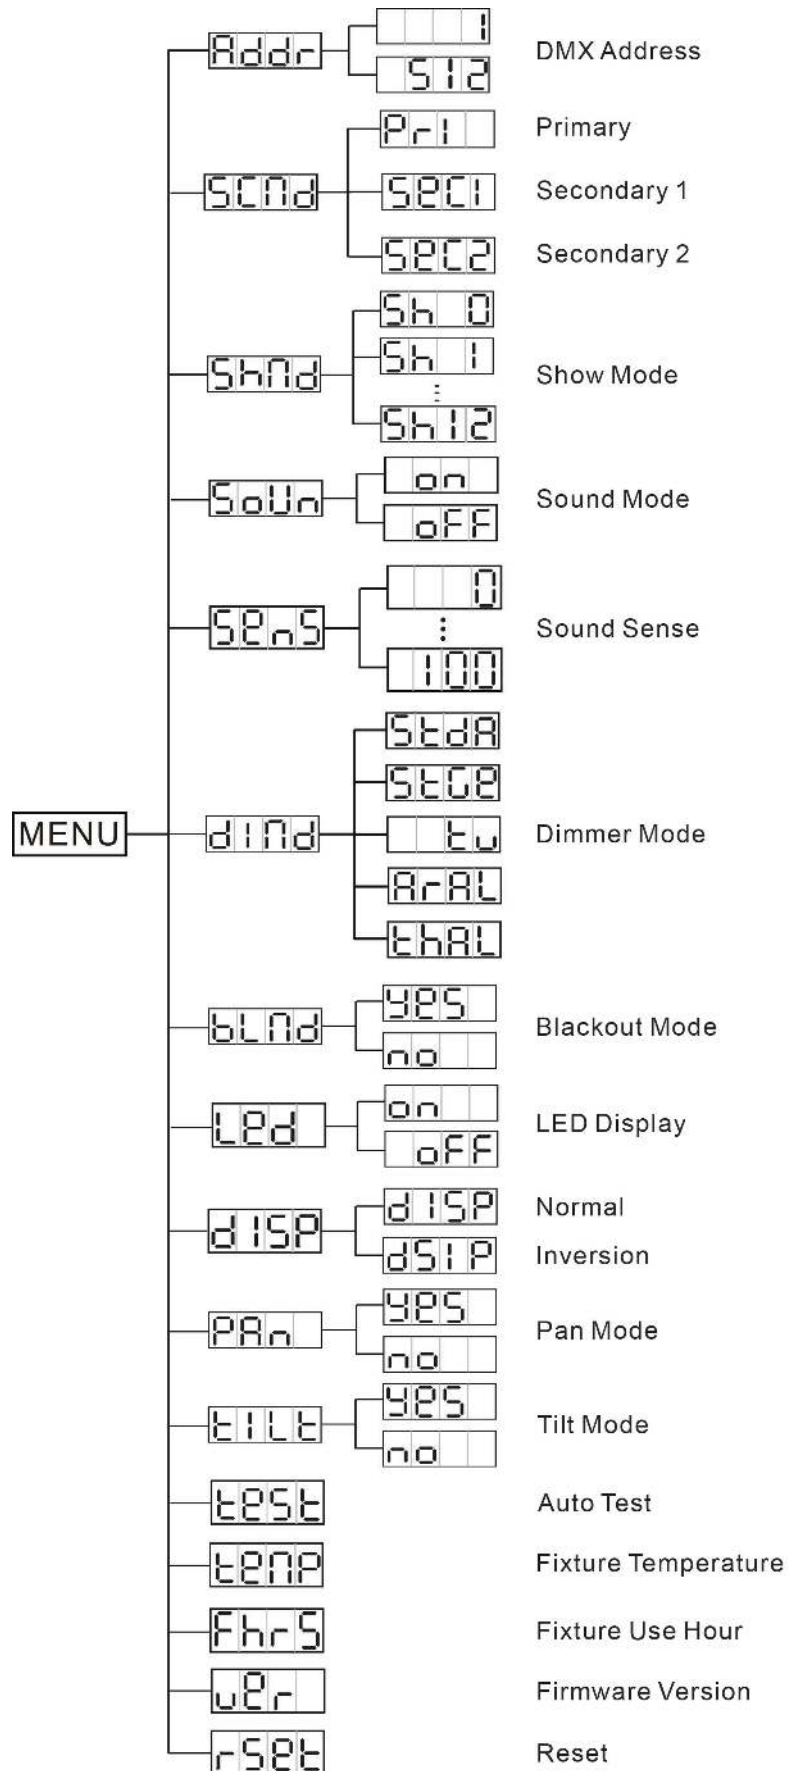 Addr 1 DMX Address
512
Pri Primary
SCMd SeC1 Secondary 1
SeC2 Secondary 2
Sh 0
ShMd Sh 1 Show Mode
Sh12
SoUn on Sound Mode
oFF
SenS 0 Sound Sense
100
StdA
StGe
MENU diMd tv Dimmer Mode
ArAL
thAL
bLMd yes Blackout Mode
no
Led on LED Display
oFF
dISP dISP Normal
dSIP Inversion
PAn yes Pan Mode
no
tILt yes Tilt Mode
no
test Auto Test
teMP Fixture Temperature
FhrS Fixture Use Hour
ver Firmware Version
rSet Reset